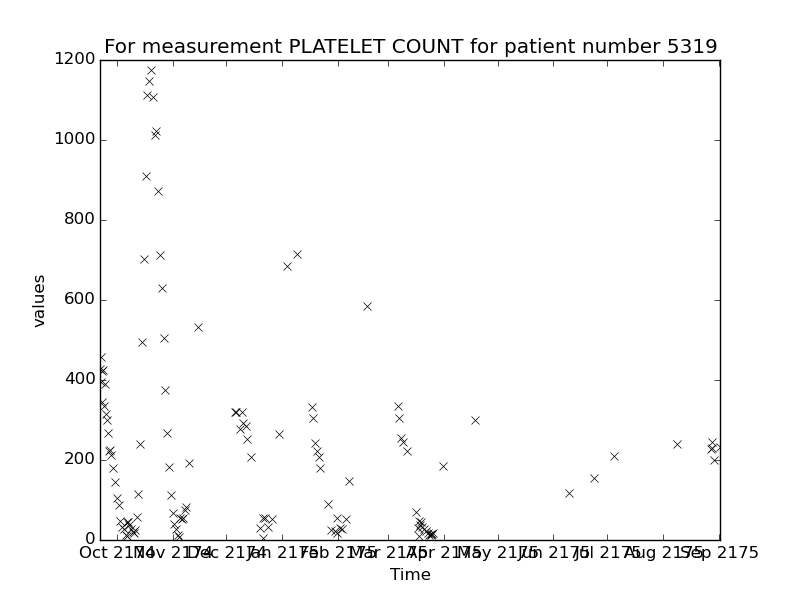 For measurement PLATELET COUNT for patient number 5319
1200
1000
800
600
400
200
0
values
Oct 2174 Nov 2174 Dec 2174 Jan 2175 Feb 2175 Mar 2175 Apr 2175 May 2175 Jun 2175 Jul 2175 Aug 2175 Sep 2175
Time